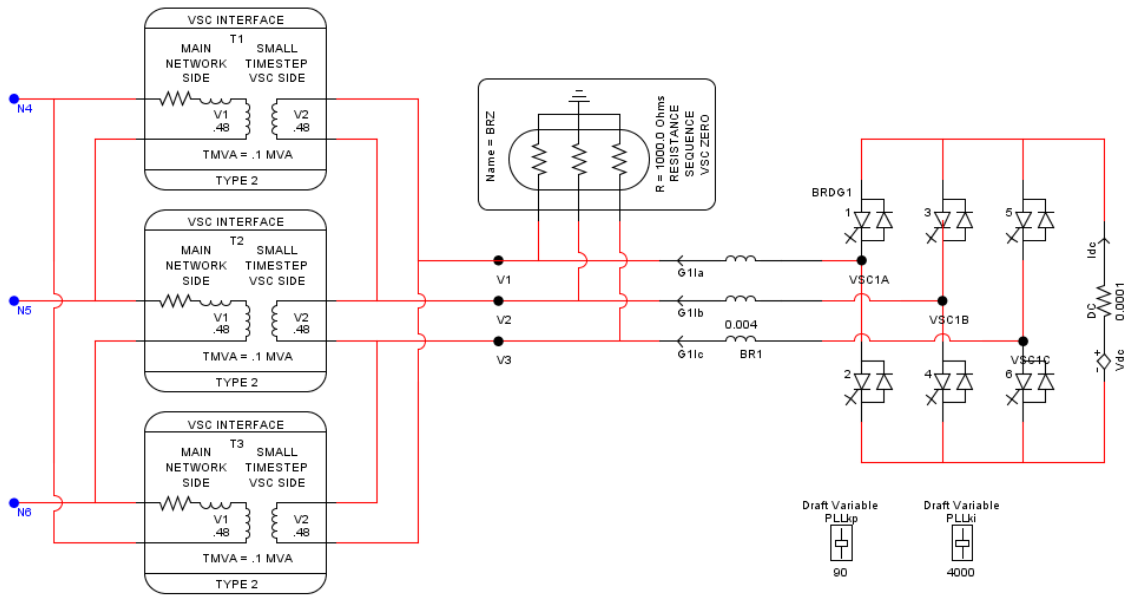 VSC INTERFACE
T1
MAIN NETWORK SIDE
SMALL TIMESTEP VSC SIDE
V1
.48
V2
.48
TMVA = .1 MVA
TYPE 2
N4
VSC INTERFACE
T2
MAIN NETWORK SIDE
SMALL TIMESTEP VSC SIDE
V1
.48
V2
.48
TMVA = .1 MVA
TYPE 2
N5
VSC INTERFACE
T3
MAIN NETWORK SIDE
SMALL TIMESTEP VSC SIDE
V1
.48
V2
.48
TMVA = .1 MVA
TYPE 2
N6
Name = BRZ
R = 1000.0 Ohms
RESISTANCE
SEQUENCE
VSC ZERO
V1
V2
V3
G1Ia
G1Ib
G1Ic
0.004
BR1
BRDG1
1
3
5
VSC1A
VSC1B
VSC1C
2
4
6
Idc
DC
0.0001
+
-
Vdc
Draft Variable
PLLkp
90
Draft Variable
PLLki
4000